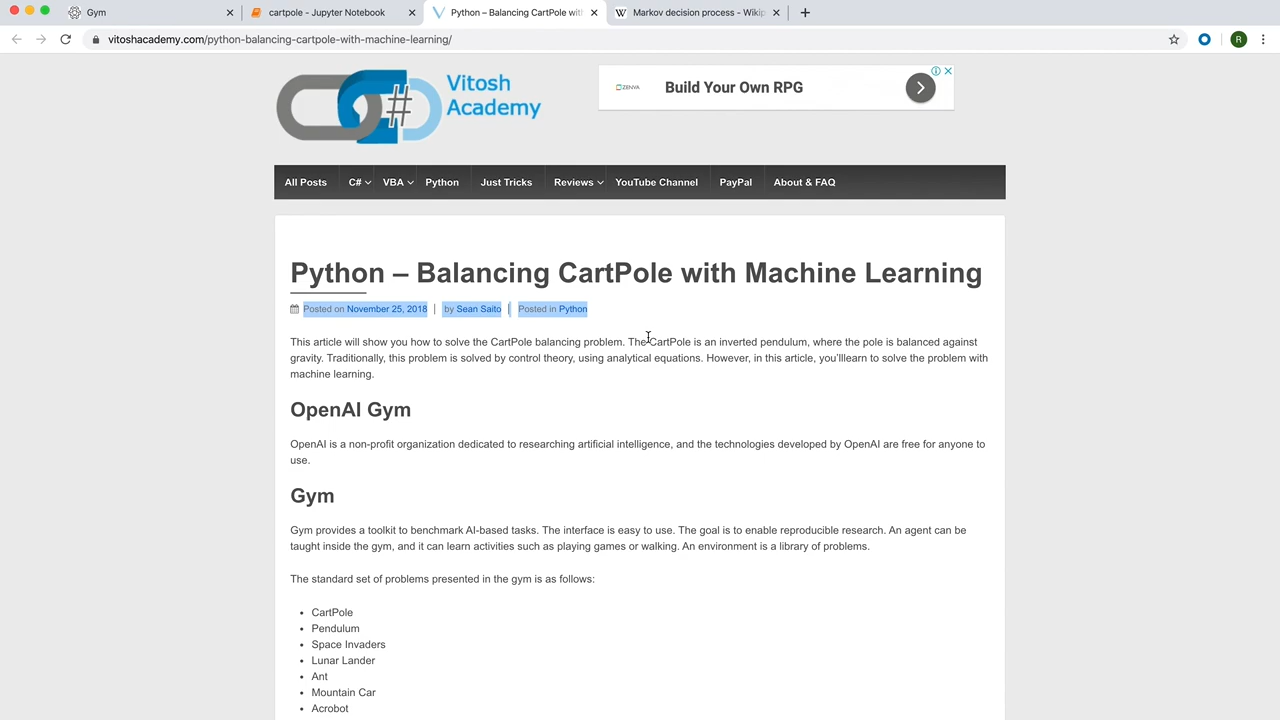 Gym
cartpole - Jupyter Notebook
Python – Balancing CartPole with
Markov decision process - Wikip
vitoshacademy.com/python-balancing-cartpole-with-machine-learning/
R
Vitosh
Academy
#
ZENVA
Build Your Own RPG
All Posts
C#
VBA
Python
Just Tricks
Reviews
YouTube Channel
PayPal
About & FAQ
Python – Balancing CartPole with Machine Learning
Posted on November 25, 2018 | by Sean Saito | Posted in Python
This article will show you how to solve the CartPole balancing problem. The CartPole is an inverted pendulum, where the pole is balanced against
gravity. Traditionally, this problem is solved by control theory, using analytical equations. However, in this article, you'lllearn to solve the problem with
machine learning.
OpenAI Gym
OpenAI is a non-profit organization dedicated to researching artificial intelligence, and the technologies developed by OpenAI are free for anyone to
use.
Gym
Gym provides a toolkit to benchmark AI-based tasks. The interface is easy to use. The goal is to enable reproducible research. An agent can be
taught inside the gym, and it can learn activities such as playing games or walking. An environment is a library of problems.
The standard set of problems presented in the gym is as follows:
• CartPole
• Pendulum
• Space Invaders
• Lunar Lander
• Ant
• Mountain Car
• Acrobot